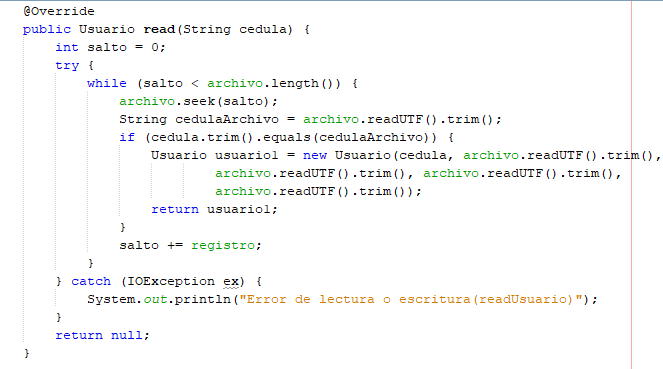 @Override
public Usuario read(String cedula) {
int salto = 0;
try {
while (salto < archivo.length()) {
archivo.seek(salto);
String cedulaArchivo = archivo.readUTF().trim();
if (cedula.trim().equals(cedulaArchivo)) {
Usuario usuario1 = new Usuario(cedula, archivo.readUTF().trim(),
archivo.readUTF().trim(), archivo.readUTF().trim(),
archivo.readUTF().trim());
return usuario1;
}
salto += registro;
}
} catch (IOException ex) {
System.out.println("Error de lectura o escritura(readUsuario)");
}
return null;
}